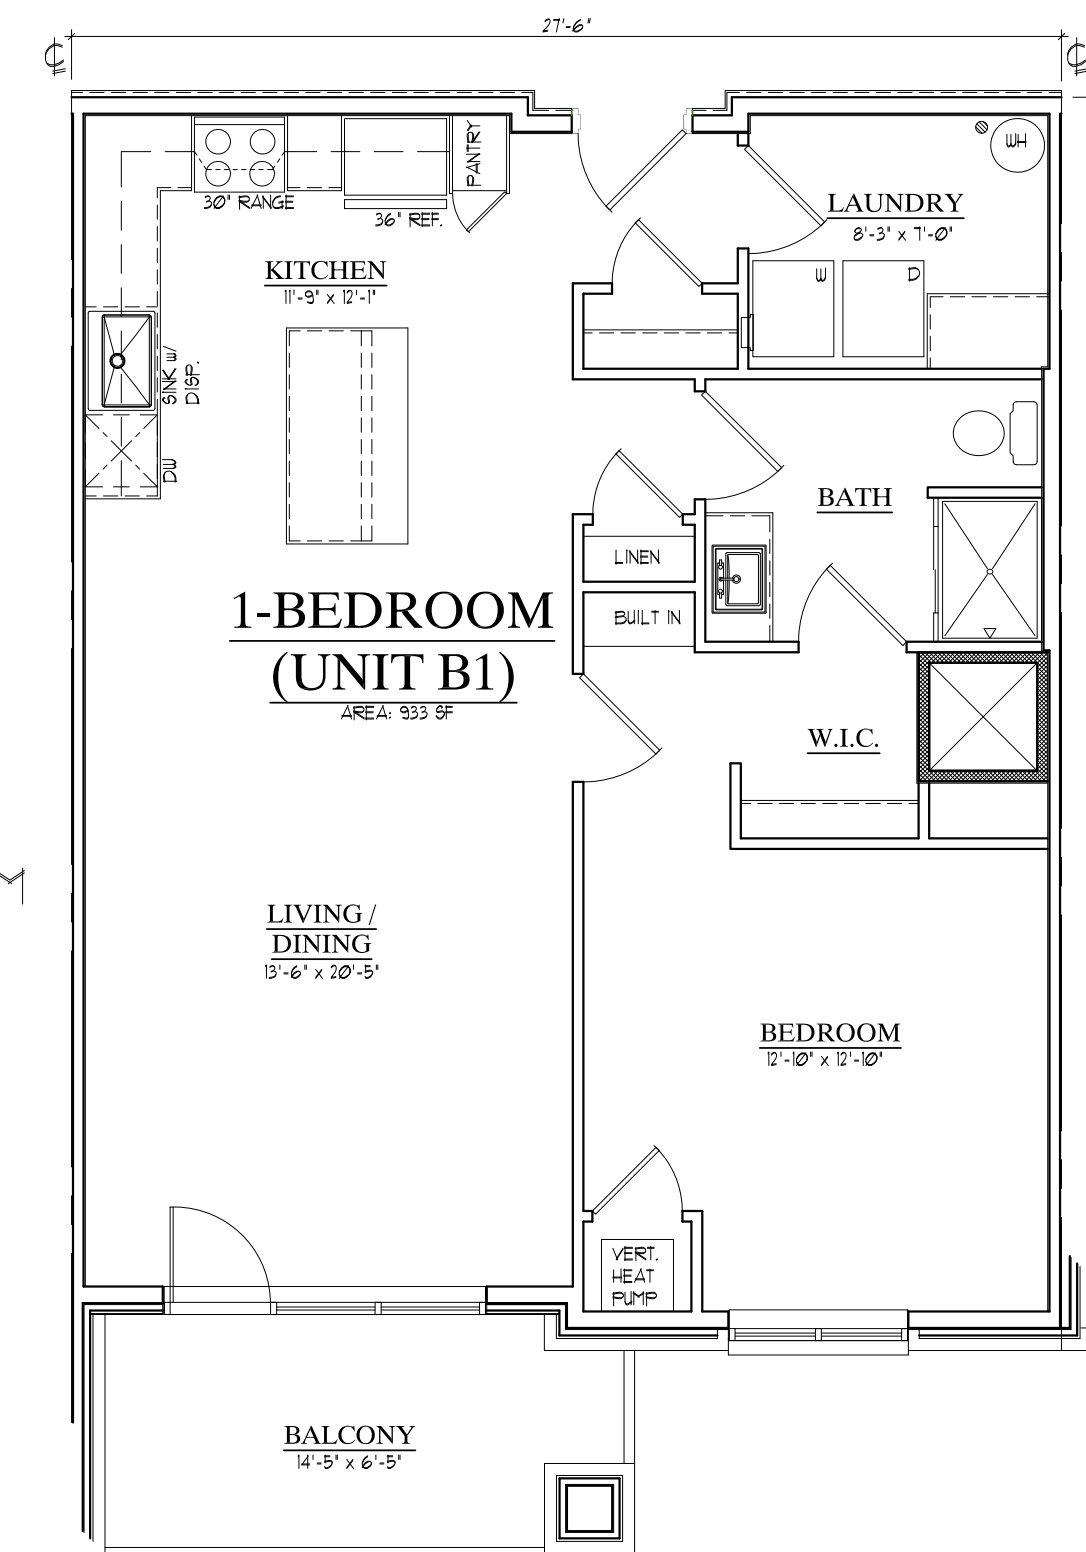 27'-6"
℄
℄
PANTRY
WH
30" RANGE
36" REF.
LAUNDRY
8'-3" x 7'-0"
KITCHEN
11'-9" x 12'-1"
W
D
SINK w/
DISP.
DW
BATH
LINEN
BUILT IN
1-BEDROOM
(UNIT B1)
AREA: 933 SF
W.I.C.
LIVING /
DINING
13'-6" x 20'-5"
BEDROOM
12'-10" x 12'-10"
VERT.
HEAT
PUMP
BALCONY
14'-5" x 6'-5"